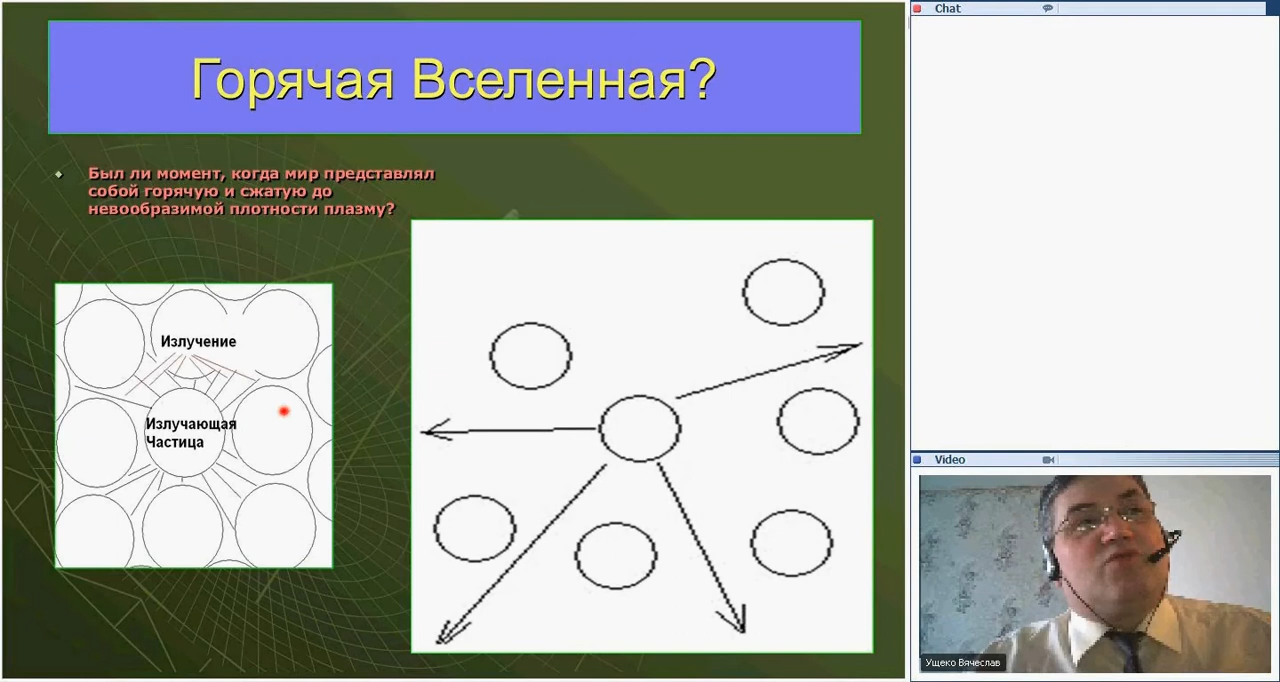 Горячая Вселенная?
Был ли момент, когда мир представлял
собой горячую и сжатую до
невообразимой плотности плазму?
Излучение
Излучающая
Частица
Chat
Video
Ущеко Вячеслав